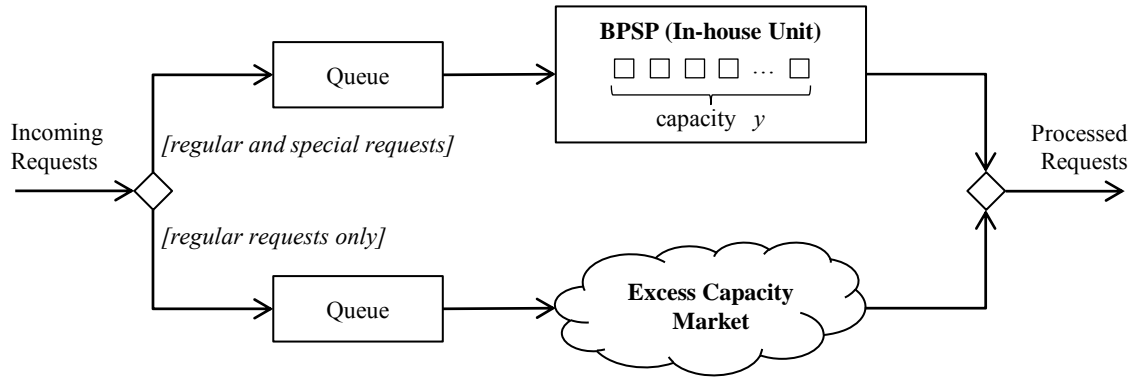 BPSP (In-house Unit)
Queue
…
capacity y
Incoming
Requests
[regular and special requests]
Processed
Requests
[regular requests only]
Queue
Excess Capacity
Market